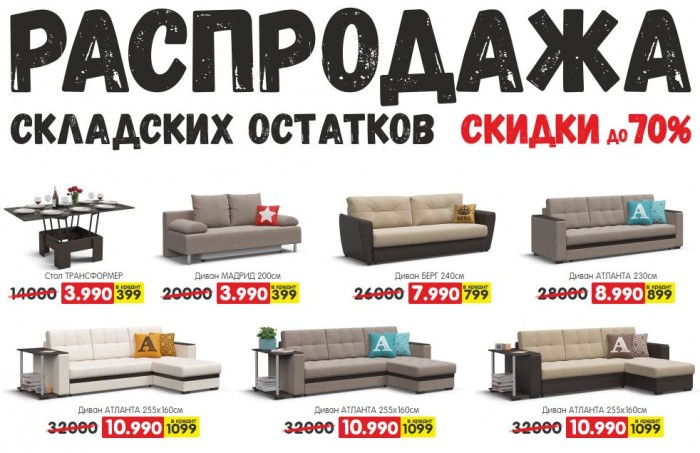 РАСПРОДАЖА
СКЛАДСКИХ ОСТАТКОВ СКИДКИ ДО 70%
Стол ТРАНСФОРМЕР
14000 3.990 в кредит 399
Диван МАДРИД 200см
20000 3.990 в кредит 399
Диван БЕРГ 240см
26000 7.990 в кредит 799
A
Диван АТЛАНТА 230см
28000 8.990 в кредит 899
A
Диван АТЛАНТА 255х160см
32000 10.990 в кредит 1099
A
Диван АТЛАНТА 255х160см
32000 10.990 в кредит 1099
A
Диван АТЛАНТА 255х160см
32000 10.990 в кредит 1099